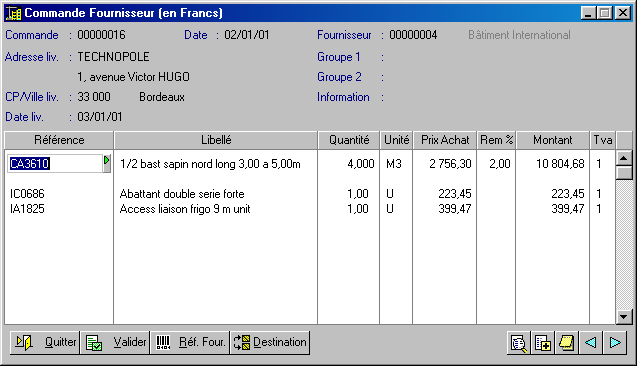 Commande Fournisseur (en Francs)
Commande : 00000016 Date : 02/01/01 Fournisseur : 00000004 Bâtiment International
Adresse liv. : TECHNOPOLE Groupe 1 :
1, avenue Victor HUGO Groupe 2 :
CP/Ville liv. : 33 000 Bordeaux Information :
Date liv. : 03/01/01
Référence Libellé Quantité Unité Prix Achat Rem % Montant Tva
CA3610 1/2 bast sapin nord long 3,00 a 5,00m 4,000 M3 2 756,30 2,00 10 804,68 1
IC0686 Abattant double serie forte 1,00 U 223,45 223,45 1
IA1825 Access liaison frigo 9 m unit 1,00 U 399,47 399,47 1
Quitter Valider Réf. Four. Destination